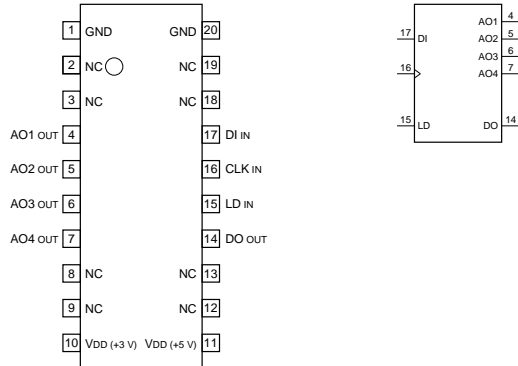 1 GND GND 20
2 NC NC 19
3 NC NC 18
AO1 OUT 4 17 DI IN
AO2 OUT 5 16 CLK IN
AO3 OUT 6 15 LD IN
AO4 OUT 7 14 DO OUT
8 NC NC 13
9 NC NC 12
10 VDD (+3 V) VDD (+5 V) 11
AO1 4
17 DI AO2 5
AO3 6
16 AO4 7
15 LD DO 14